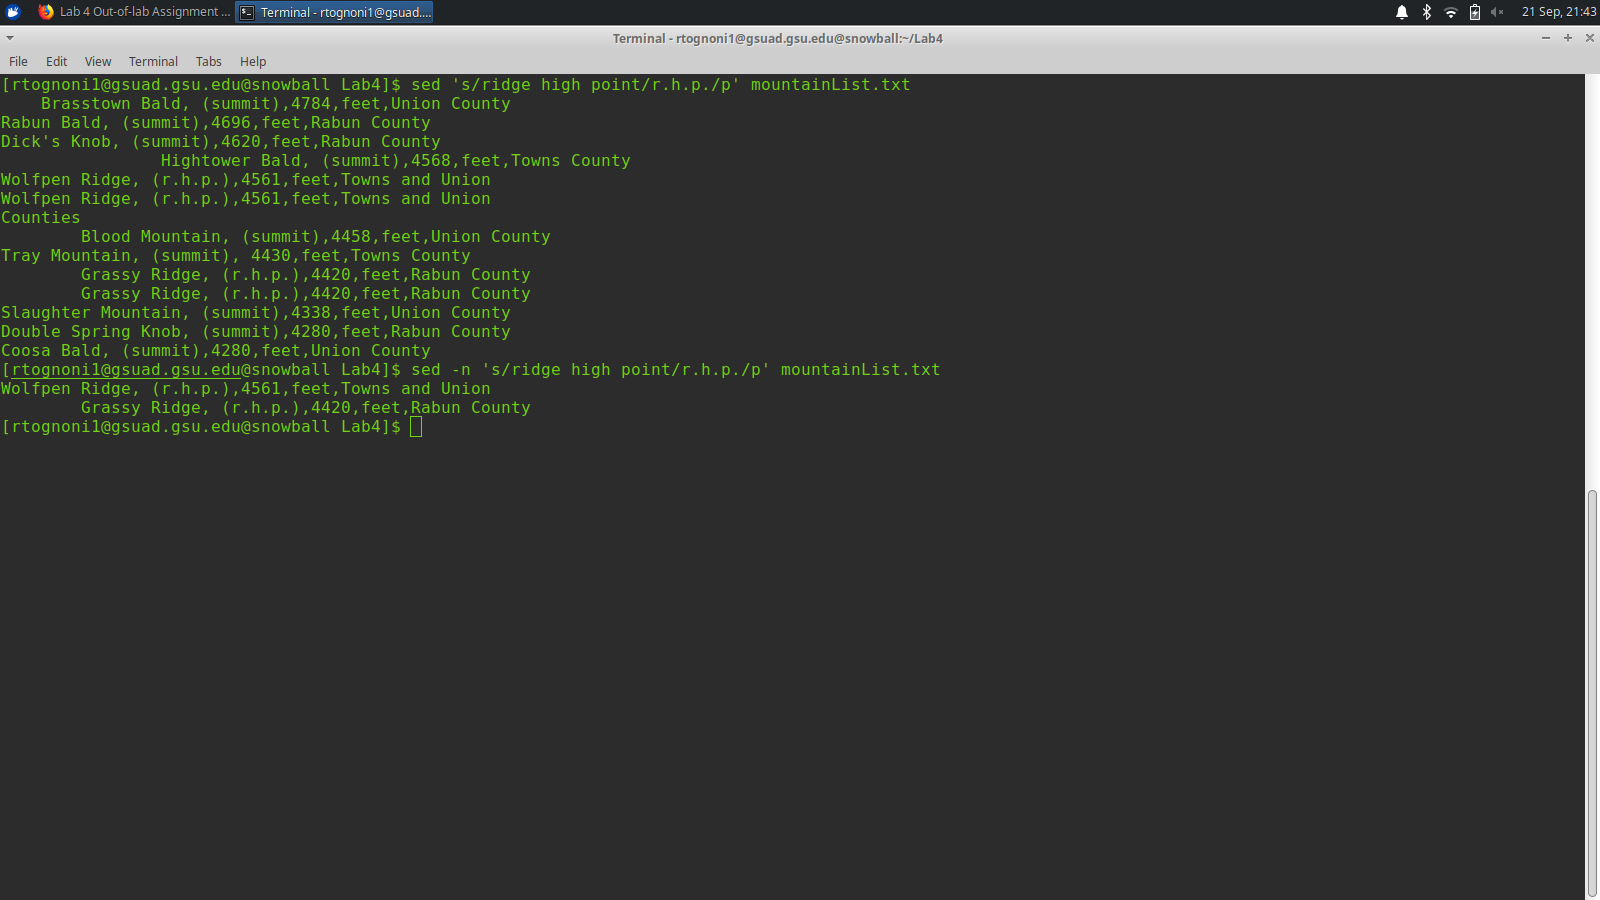 Lab 4 Out-of-lab Assignment ...
Terminal - rtognoni1@gsuad....
21 Sep, 21:43
Terminal - rtognoni1@gsuad.gsu.edu@snowball:~/Lab4
File Edit View Terminal Tabs Help
[rtognoni1@gsuad.gsu.edu@snowball Lab4]$ sed 's/ridge high point/r.h.p./p' mountainList.txt
    Brasstown Bald, (summit),4784,feet,Union County
Rabun Bald, (summit),4696,feet,Rabun County
Dick's Knob, (summit),4620,feet,Rabun County
                Hightower Bald, (summit),4568,feet,Towns County
Wolfpen Ridge, (r.h.p.),4561,feet,Towns and Union
Wolfpen Ridge, (r.h.p.),4561,feet,Towns and Union
Counties
        Blood Mountain, (summit),4458,feet,Union County
Tray Mountain, (summit), 4430,feet,Towns County
        Grassy Ridge, (r.h.p.),4420,feet,Rabun County
        Grassy Ridge, (r.h.p.),4420,feet,Rabun County
Slaughter Mountain, (summit),4338,feet,Union County
Double Spring Knob, (summit),4280,feet,Rabun County
Coosa Bald, (summit),4280,feet,Union County
[rtognoni1@gsuad.gsu.edu@snowball Lab4]$ sed -n 's/ridge high point/r.h.p./p' mountainList.txt
Wolfpen Ridge, (r.h.p.),4561,feet,Towns and Union
        Grassy Ridge, (r.h.p.),4420,feet,Rabun County
[rtognoni1@gsuad.gsu.edu@snowball Lab4]$